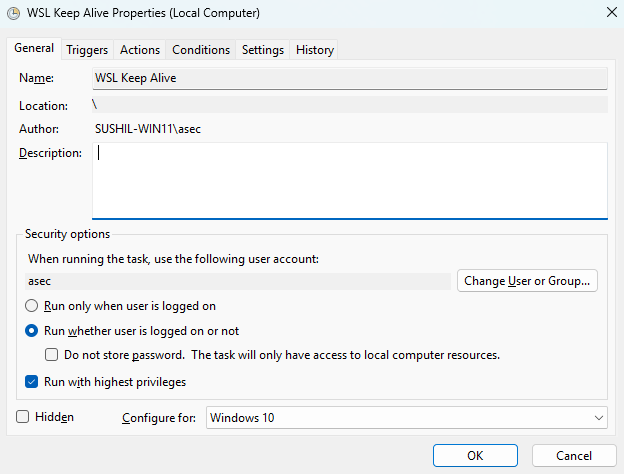 WSL Keep Alive Properties (Local Computer)
General Triggers Actions Conditions Settings History
Name: WSL Keep Alive
Location: \
Author: SUSHIL-WIN11\asec
Description:
Security options
When running the task, use the following user account:
asec Change User or Group...
Run only when user is logged on
Run whether user is logged on or not
Do not store password. The task will only have access to local computer resources.
Run with highest privileges
Hidden Configure for: Windows 10
OK Cancel